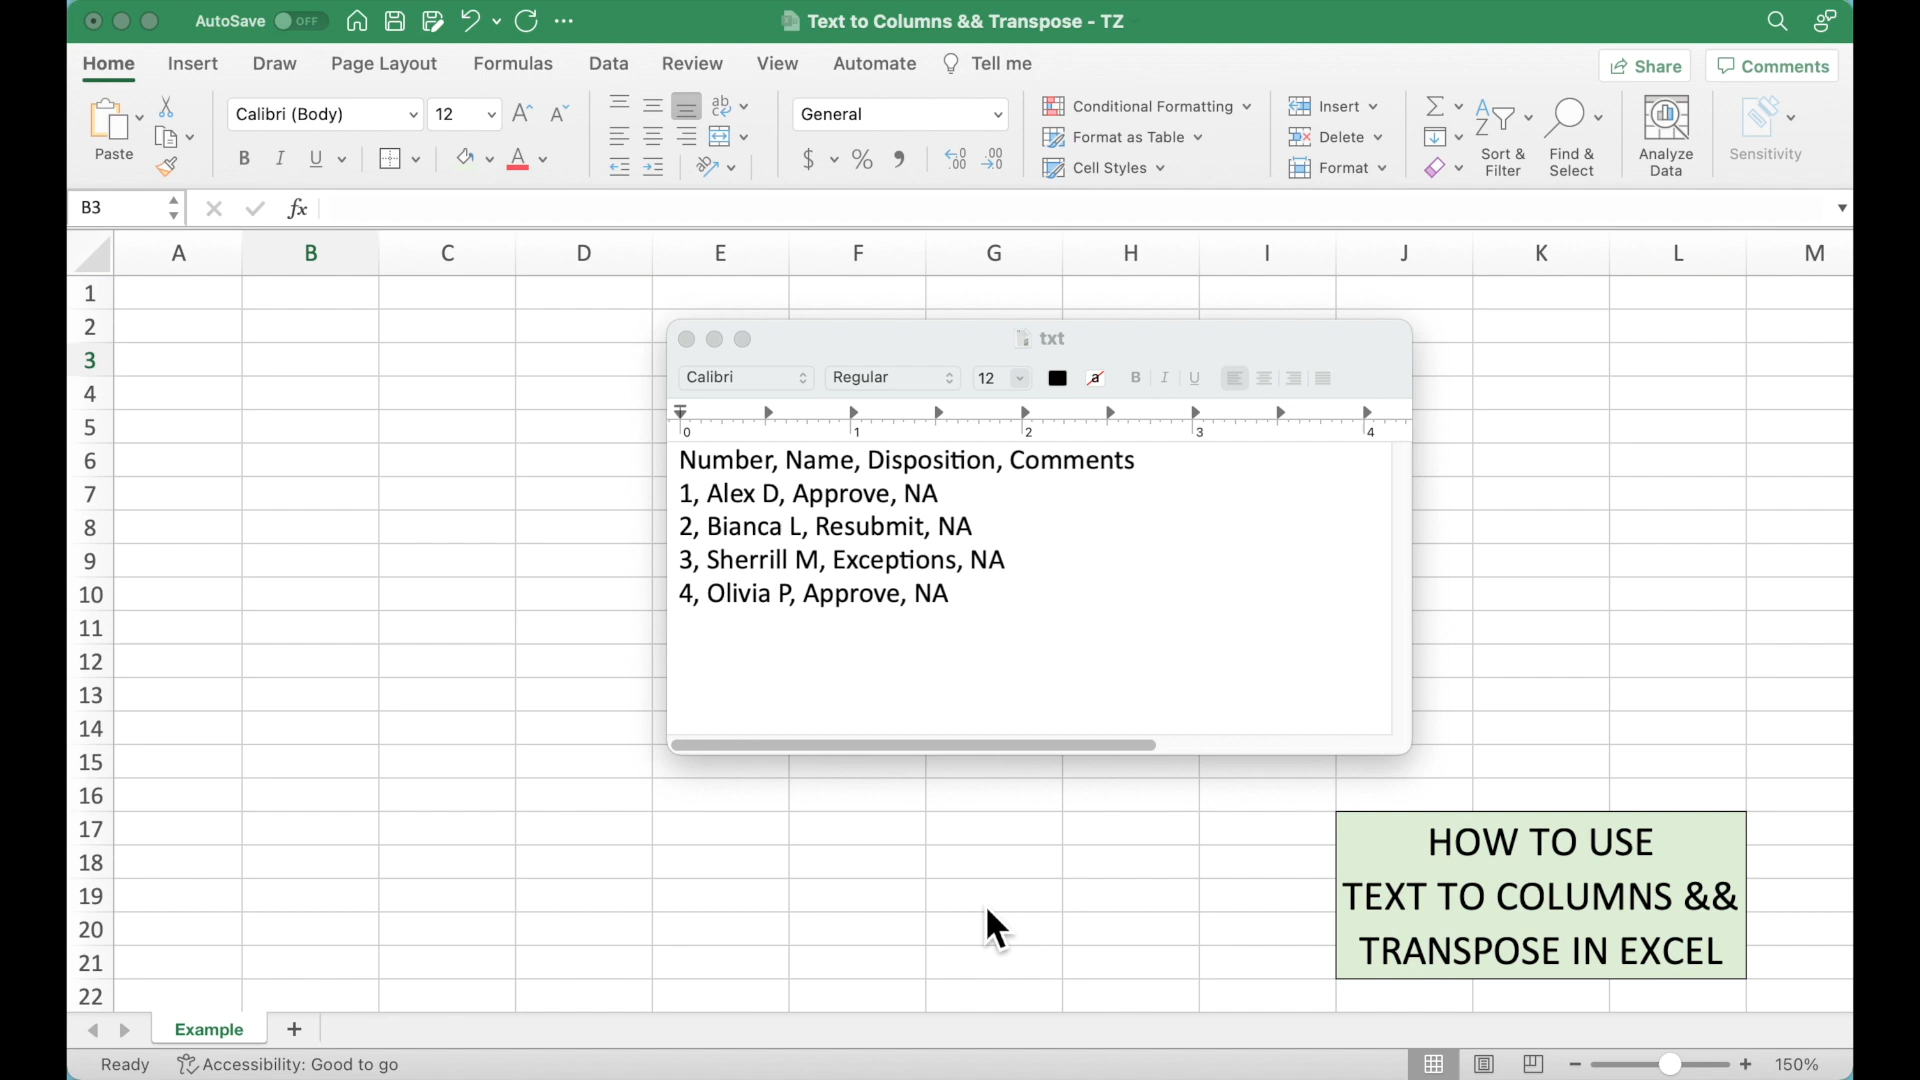 AutoSave OFF Text to Columns && Transpose - TZ
Home Insert Draw Page Layout Formulas Data Review View Automate Tell me Share Comments
Paste Calibri (Body) 12 A A ab General Conditional Formatting Insert Sort & Filter Find & Select Analyze Data Sensitivity
Format as Table Delete
B I U A $ % , .00 .00 Cell Styles Format
B3 fx
A B C D E F G H I J K L M
1
2
3
4
5
6
7
8
9
10
11
12
13
14
15
16
17
18
19
20
21
22
txt
Calibri Regular 12 a B I U
0 1 2 3 4
Number, Name, Disposition, Comments
1, Alex D, Approve, NA
2, Bianca L, Resubmit, NA
3, Sherrill M, Exceptions, NA
4, Olivia P, Approve, NA
HOW TO USE
TEXT TO COLUMNS &&
TRANSPOSE IN EXCEL
Example +
Ready Accessibility: Good to go 150%